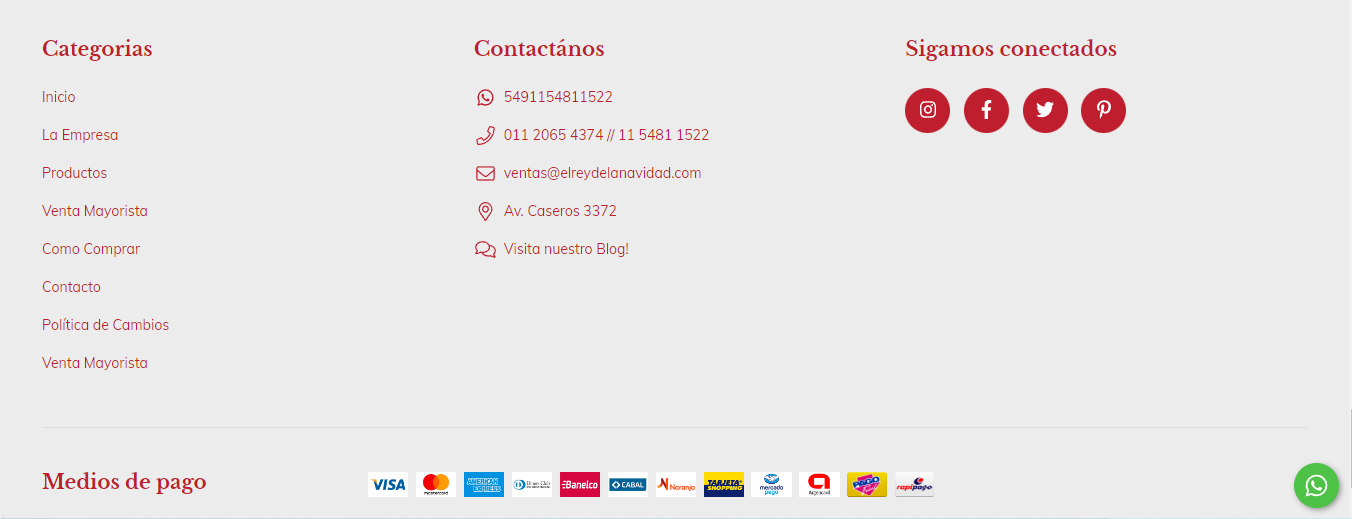 Categorias
Inicio
La Empresa
Productos
Venta Mayorista
Como Comprar
Contacto
Política de Cambios
Venta Mayorista
Contactános
5491154811522
011 2065 4374 // 11 5481 1522
ventas@elreydelanavidad.com
Av. Caseros 3372
Visita nuestro Blog!
Sigamos conectados
Medios de pago
VISA
mastercard
AMERICAN EXPRESS
Diners Club
Banelco
CABAL
Naranja
TARJETA SHOPPING
mercado pago
Argencard
PAGO
rapipago